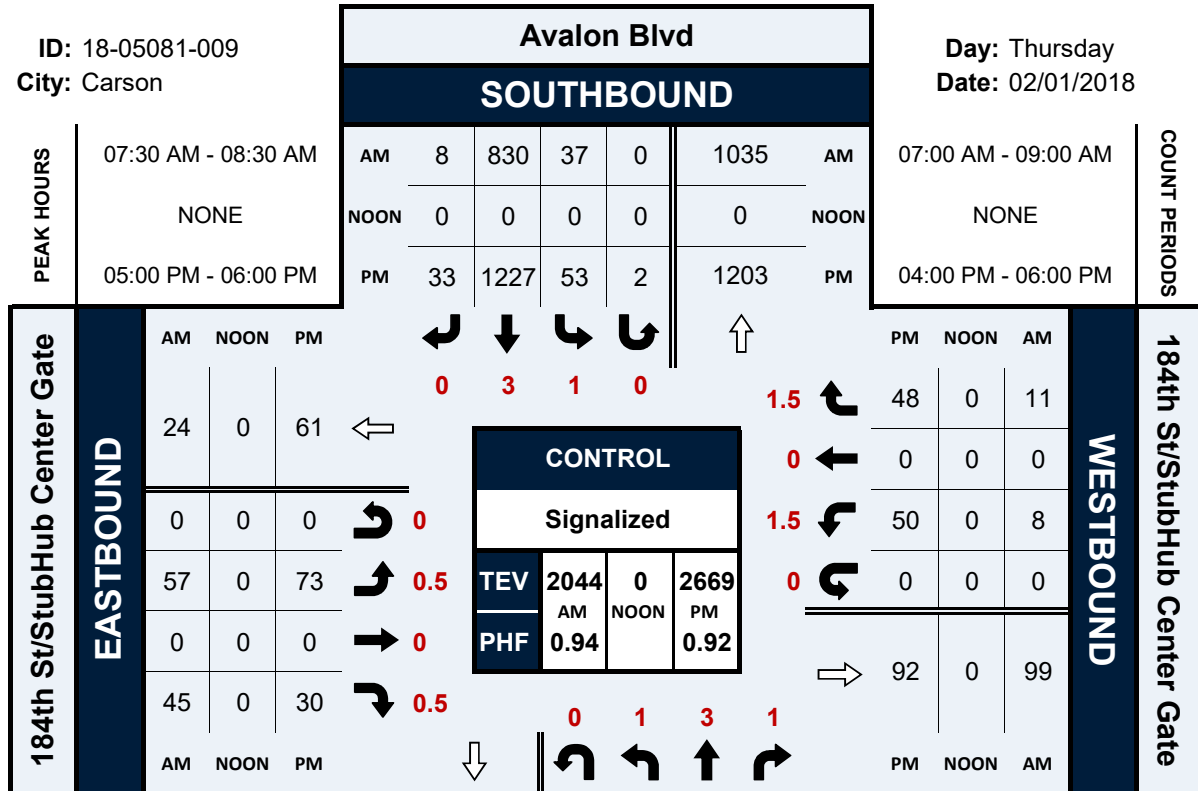 Avalon Blvd
ID: 18-05081-009
City: Carson
Day: Thursday
Date: 02/01/2018
SOUTHBOUND
PEAK HOURS
07:30 AM - 08:30 AM
NONE
05:00 PM - 06:00 PM
AM 8 830 37 0 1035 AM
NOON 0 0 0 0 0 NOON
PM 33 1227 53 2 1203 PM
07:00 AM - 09:00 AM
NONE
04:00 PM - 06:00 PM
COUNT PERIODS
0 3 1 0
184th St/StubHub Center Gate
EASTBOUND
AM NOON PM
24 0 61
0 0 0 0
57 0 73 0.5
0 0 0 0
45 0 30 0.5
AM NOON PM
CONTROL
Signalized
TEV 2044 0 2669
AM NOON PM
PHF 0.94 0.92
PM NOON AM
1.5 48 0 11
0 0 0 0
1.5 50 0 8
0 0 0 0
92 0 99
PM NOON AM
WESTBOUND
184th St/StubHub Center Gate
0 1 3 1